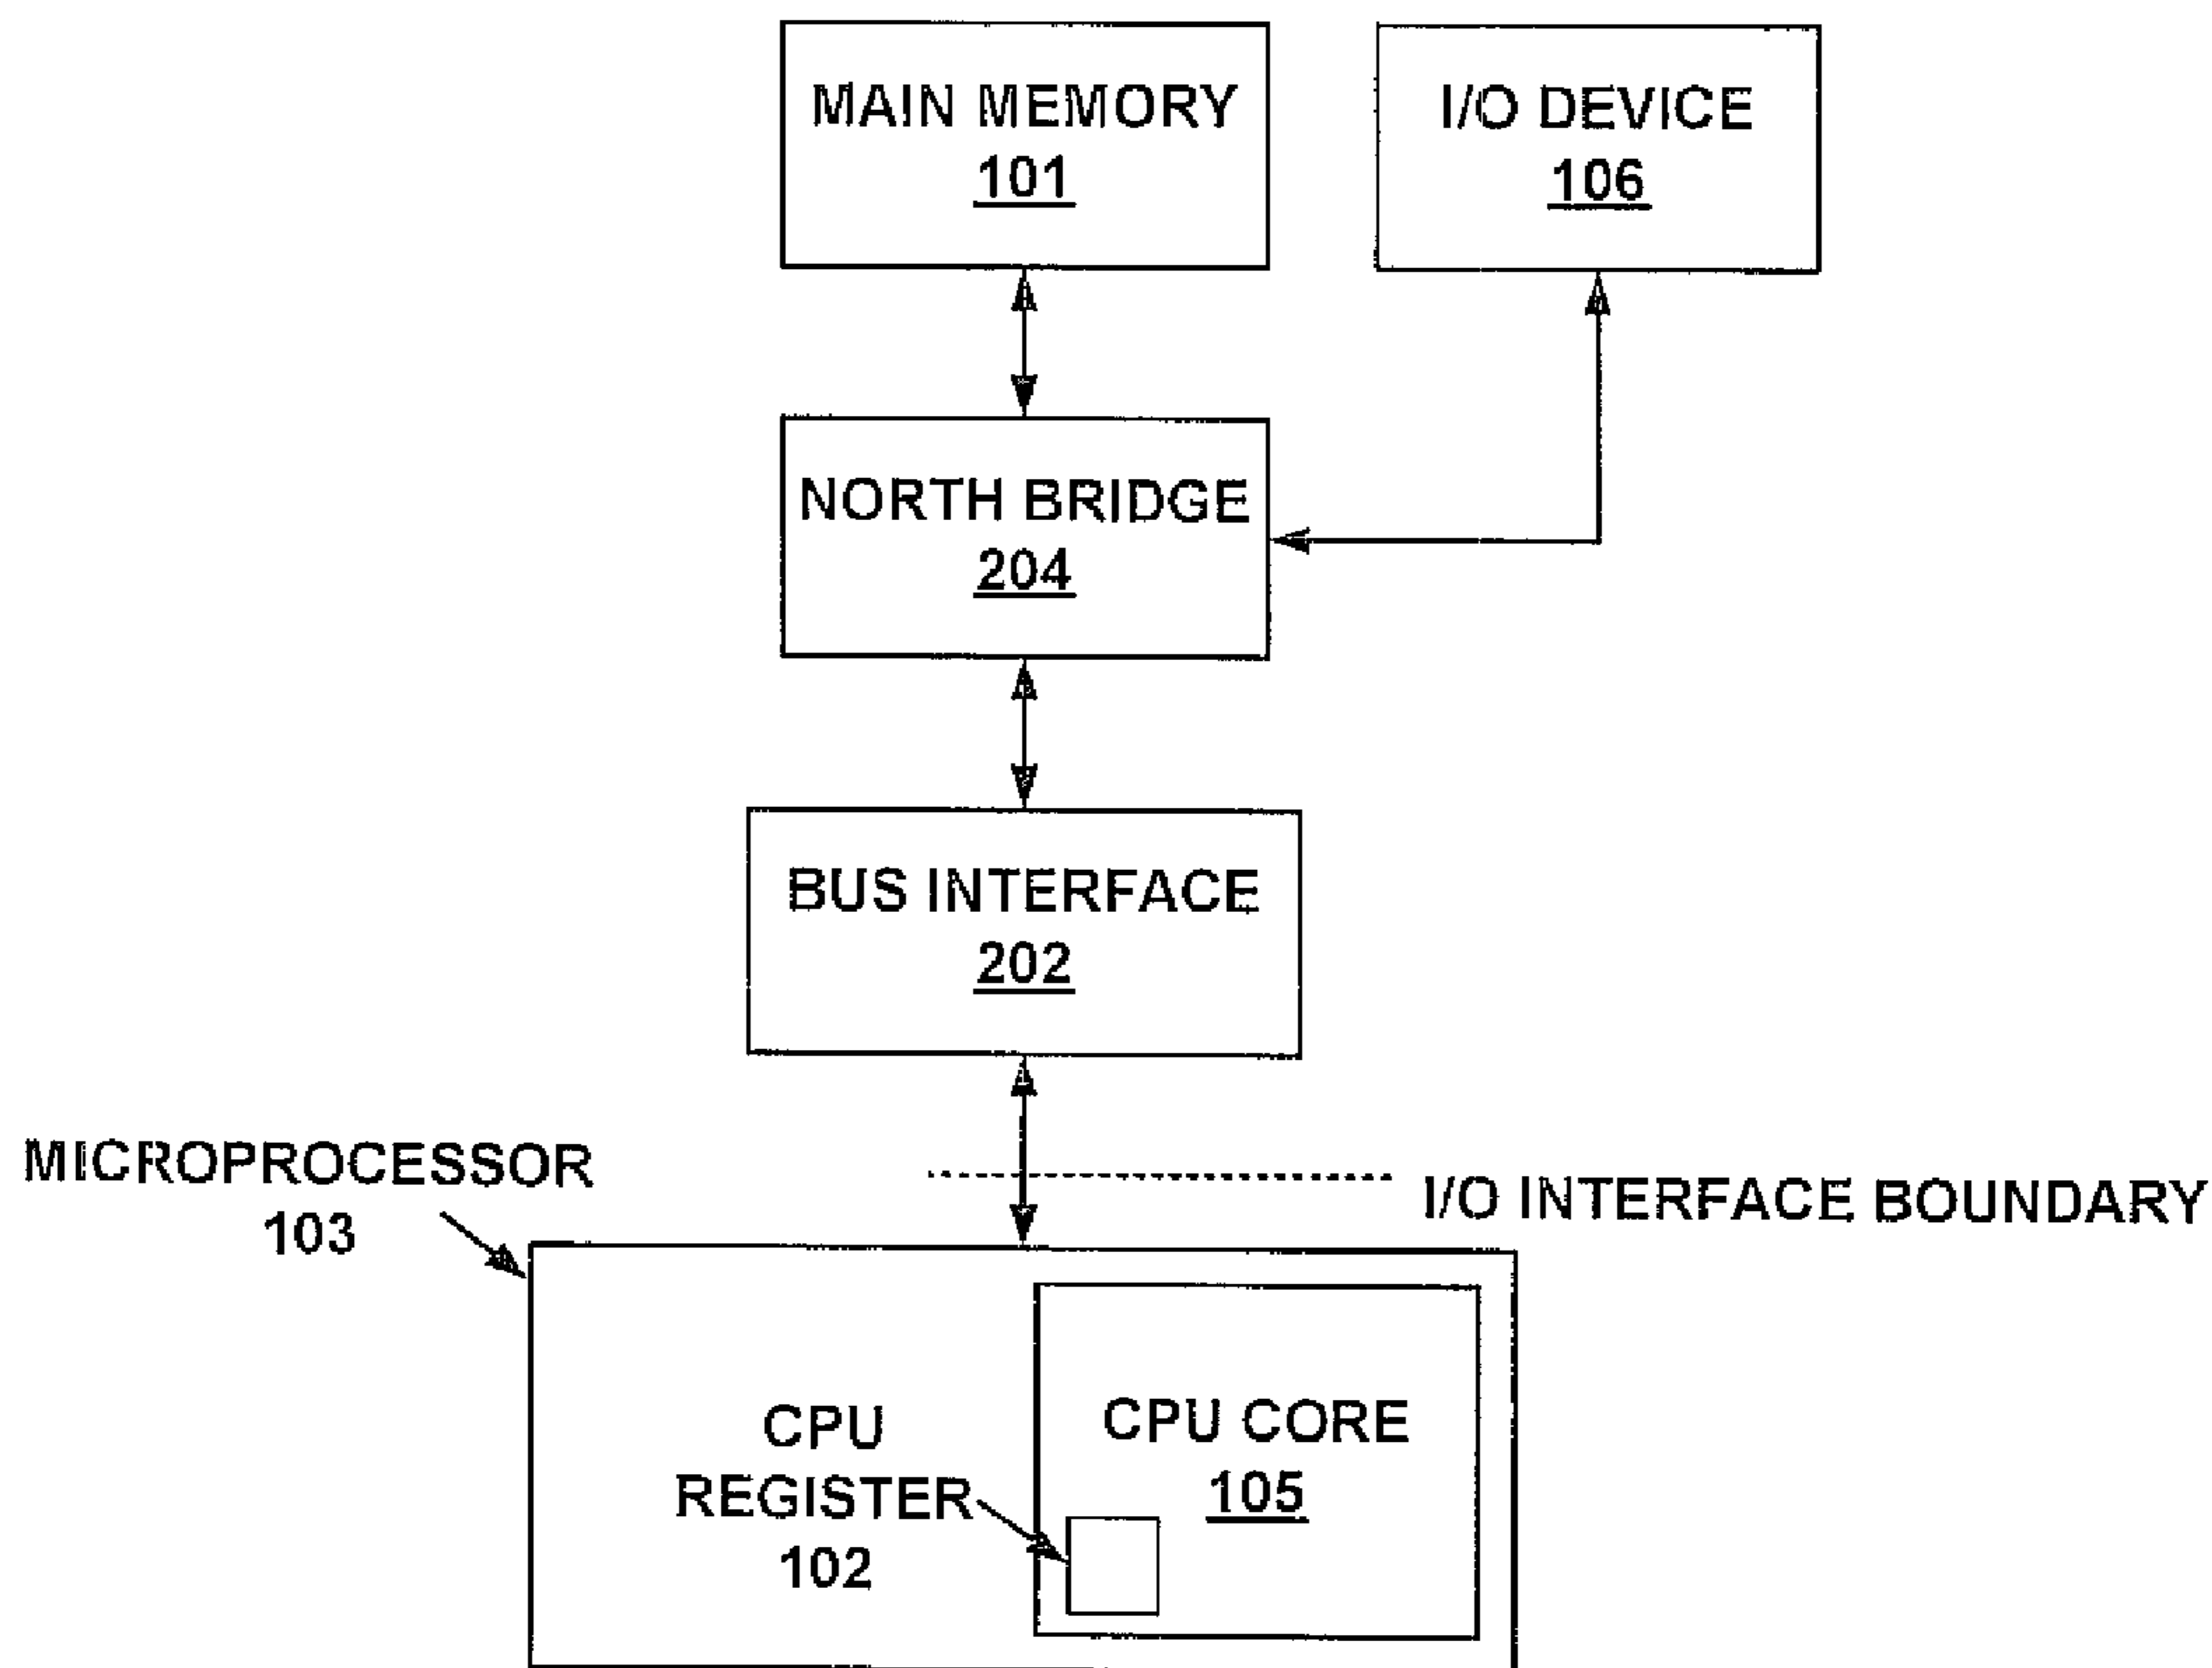 MAIN MEMORY
101
I/O DEVICE
106
NORTH BRIDGE
204
BUS INTERFACE
202
MICROPROCESSOR
103
I/O INTERFACE BOUNDARY
CPU
REGISTER
102
CPU CORE
105